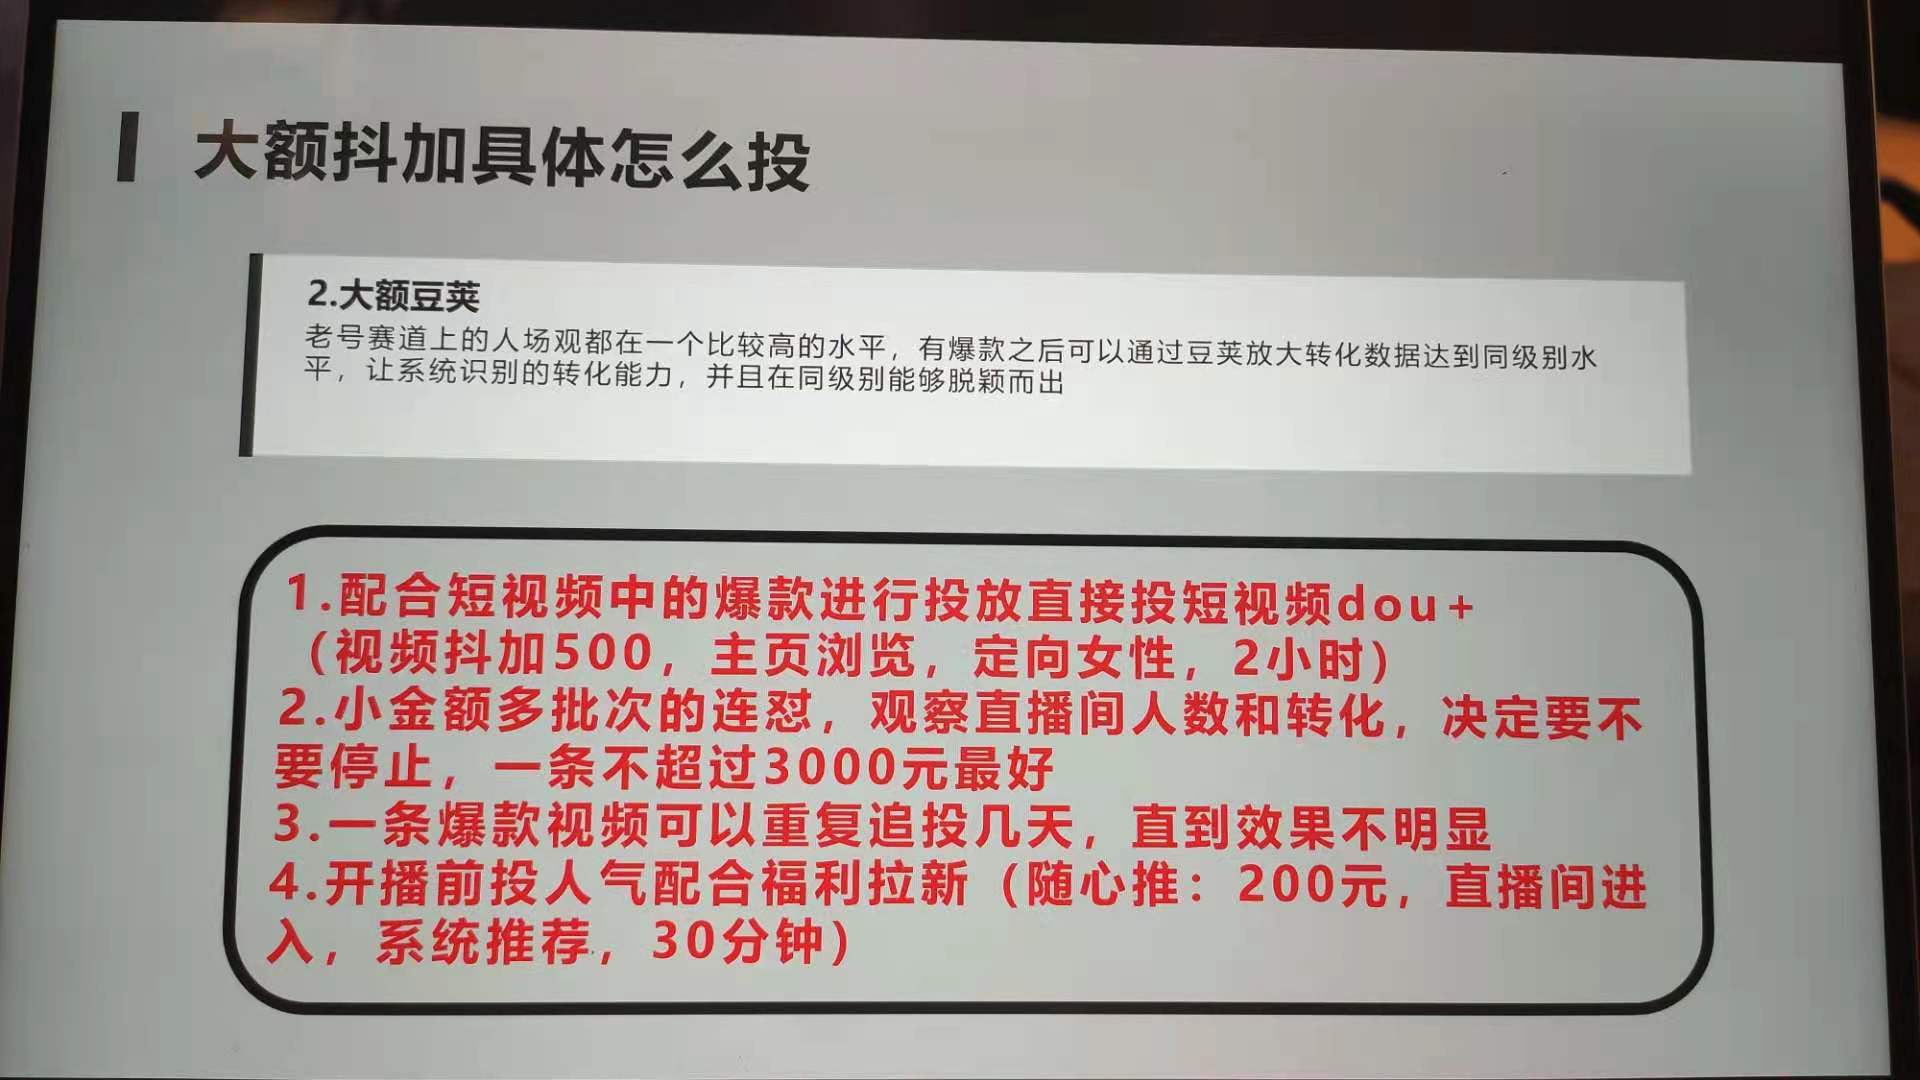 大额抖加具体怎么投
2.大额豆荚
老号赛道上的人场观都在一个比较高的水平，有爆款之后可以通过豆荚放大转化数据达到同级别水
平，让系统识别的转化能力，并且在同级别能够脱颖而出
1.配合短视频中的爆款进行投放直接投短视频dou+
（视频抖加500，主页浏览，定向女性，2小时）
2.小金额多批次的连怼，观察直播间人数和转化，决定要不
要停止，一条不超过3000元最好
3.一条爆款视频可以重复追投几天，直到效果不明显
4.开播前投人气配合福利拉新（随心推：200元，直播间进
入，系统推荐，30分钟）